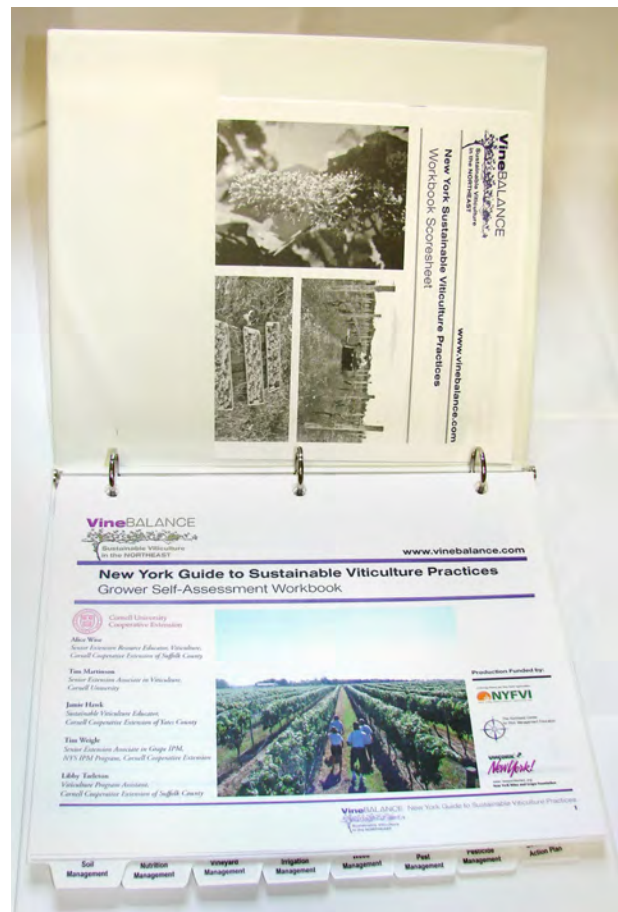 VineBALANCE
Sustainable Viticulture
in the NORTHEAST
www.vinebalance.com
New York Sustainable Viticulture Practices
Workbook Scoresheet
VineBALANCE
Sustainable Viticulture
in the NORTHEAST
www.vinebalance.com
New York Guide to Sustainable Viticulture Practices
Grower Self-Assessment Workbook
Cornell University
Cooperative Extension
Alice Wise
Senior Extension Resource Educator, Viticulture,
Cornell Cooperative Extension of Suffolk County
Tim Martinson
Senior Extension Associate in Viticulture,
Cornell University
Jamie Hawk
Sustainable Viticulture Educator,
Cornell Cooperative Extension of Yates County
Tim Weigle
Senior Extension Associate in Grape IPM,
NYS IPM Program, Cornell Cooperative Extension
Libby Tarleton
Viticulture Program Assistant,
Cornell Cooperative Extension of Suffolk County
Production Funded by:
NYFVI
New York!
New York Wine and Grape Foundation
VineBALANCE New York Guide to Sustainable Viticulture Practices
Sustainable Viticulture
in the NORTHEAST
1
Soil
Management
Nutrition
Management
Vineyard
Management
Irrigation
Management
Management
Pest
Management
Pesticide
Management
Action Plan